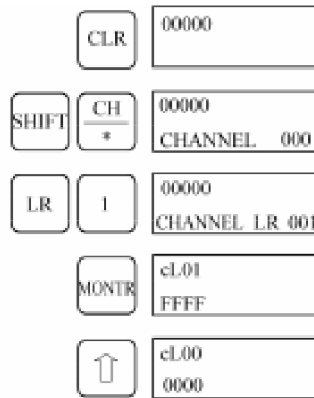 CLR 00000
SHIFT CH * 00000
CHANNEL 000
LR 1 00000
CHANNEL LR 001
MONTR cL01
FFFF
cL00
0000